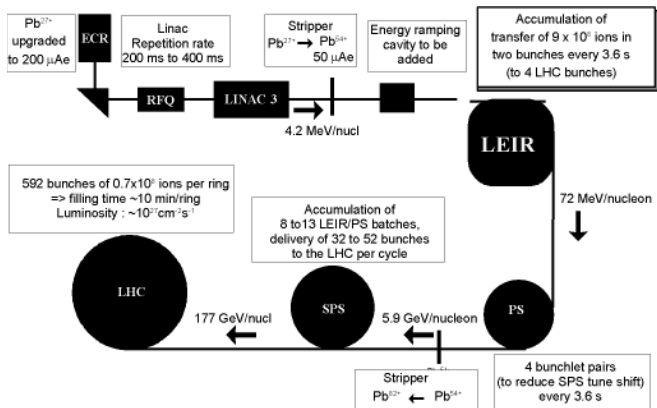 Pb27+
upgraded
to 200 µAe
ECR
Linac
Repetition rate
200 ms to 400 ms
Stripper
Pb27+ → Pb54+
50 µAe
Energy ramping
cavity to be
added
Accumulation of
transfer of 9 x 10⁸ ions in
two bunches every 3.6 s
(to 4 LHC bunches)
RFQ
LINAC 3
4.2 MeV/nucl
LEIR
72 MeV/nucleon
592 bunches of 0.7x10⁸ ions per ring
=> filling time ~10 min/ring
Luminosity : ~10²⁷cm⁻²s⁻¹
Accumulation of
8 to13 LEIR/PS batches,
delivery of 32 to 52 bunches
to the LHC per cycle
LHC
SPS
PS
177 GeV/nucl
5.9 GeV/nucleon
Stripper
Pb82+ ← Pb54+
4 bunchlet pairs
(to reduce SPS tune shift)
every 3.6 s